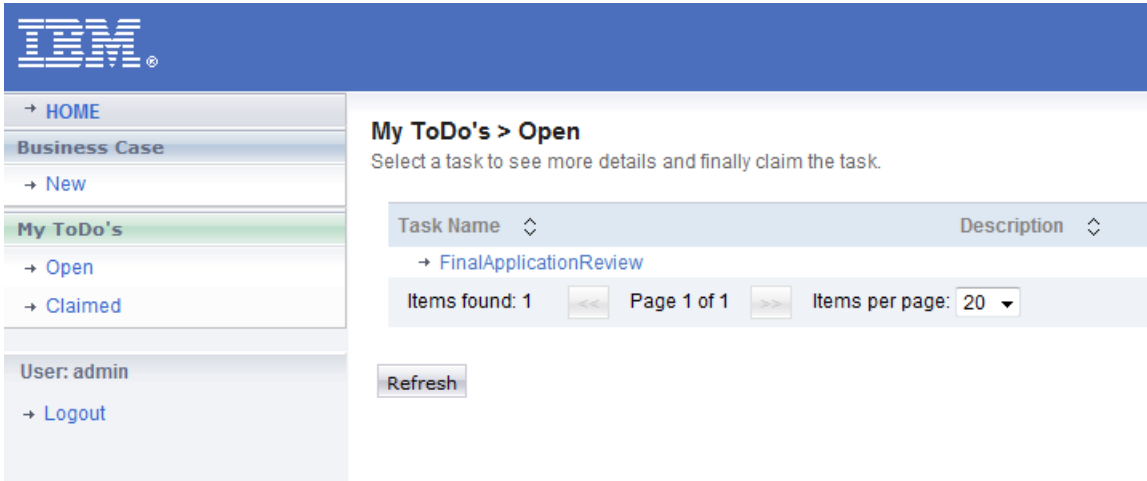 IBM®
→ HOME
Business Case
→ New
My ToDo's
→ Open
→ Claimed
User: admin
→ Logout
My ToDo's > Open
Select a task to see more details and finally claim the task.
Task Name Description
→ FinalApplicationReview
Items found: 1 << Page 1 of 1 >> Items per page: 20
Refresh